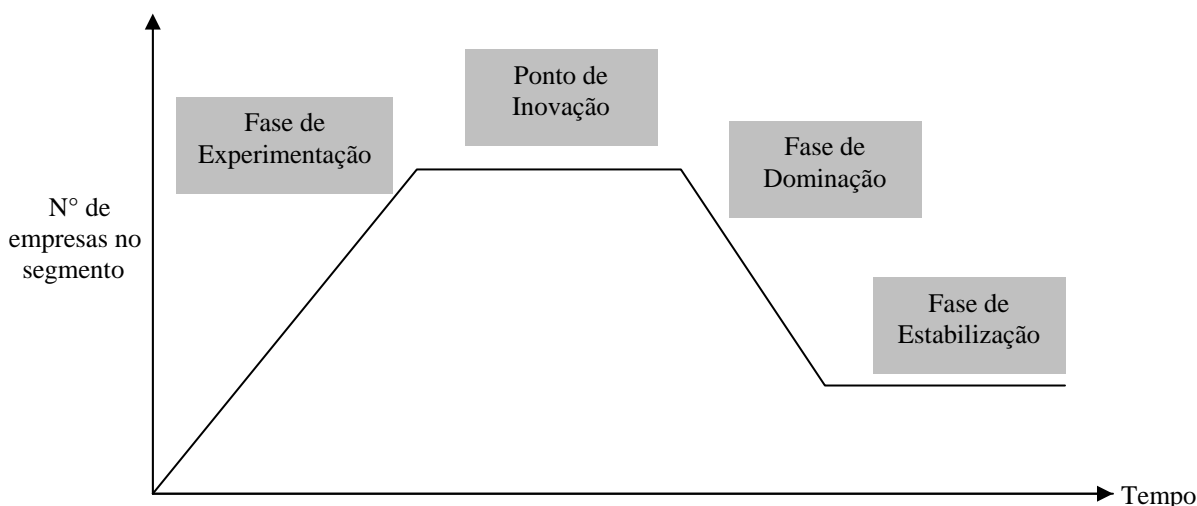 Ponto de
Inovação
Fase de
Experimentação
Fase de
Dominação
N° de
empresas no
segmento
Fase de
Estabilização
Tempo